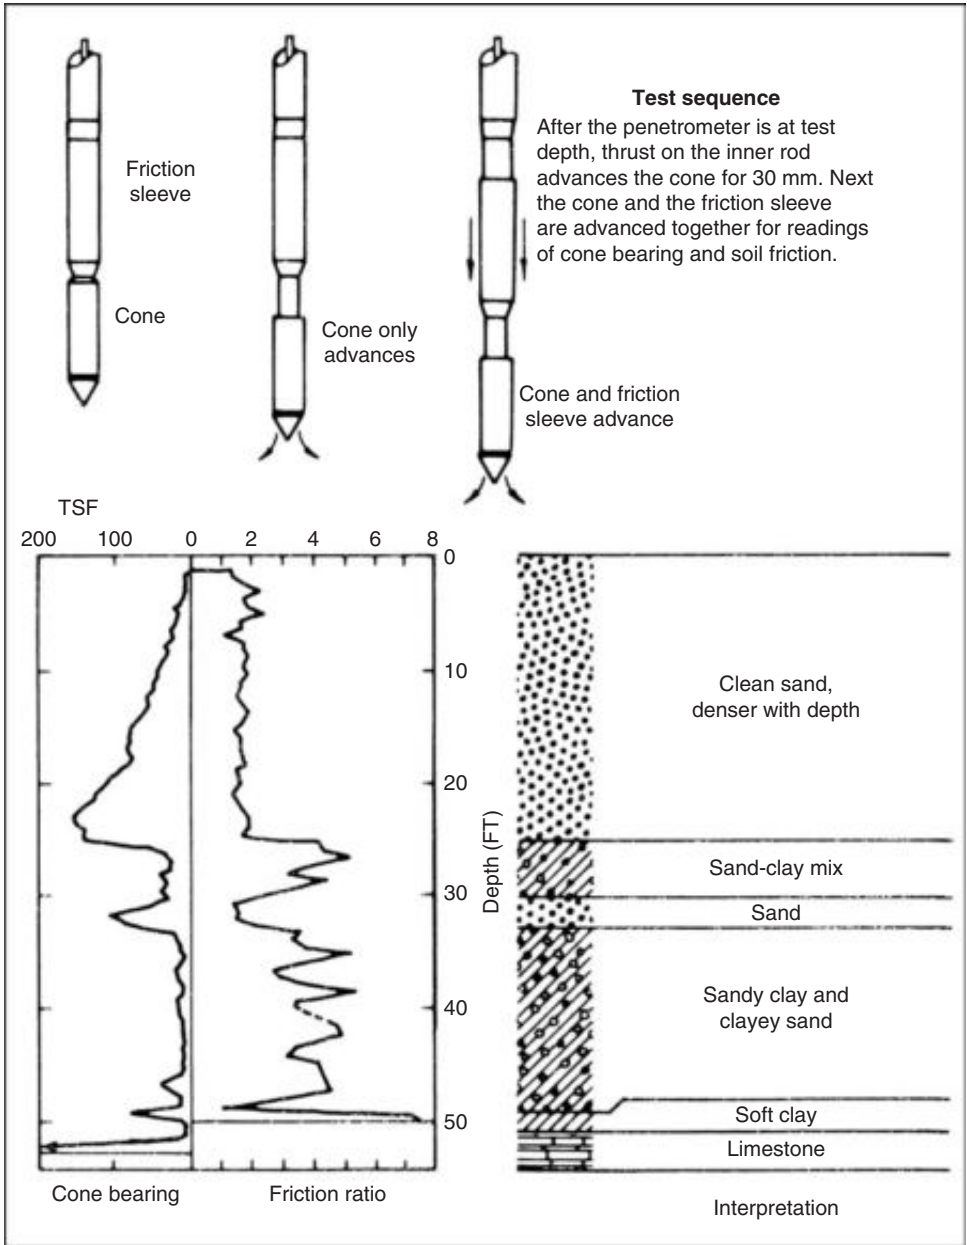 Test sequence
After the penetrometer is at test
depth, thrust on the inner rod
advances the cone for 30 mm. Next
the cone and the friction sleeve
are advanced together for readings
of cone bearing and soil friction.
Friction
sleeve
Cone
Cone only
advances
Cone and friction
sleeve advance
TSF
200 100 0 2 4 6 8
0
10
20
30
40
50
Depth (FT)
Cone bearing
Friction ratio
Clean sand,
denser with depth
Sand-clay mix
Sand
Sandy clay and
clayey sand
Soft clay
Limestone
Interpretation